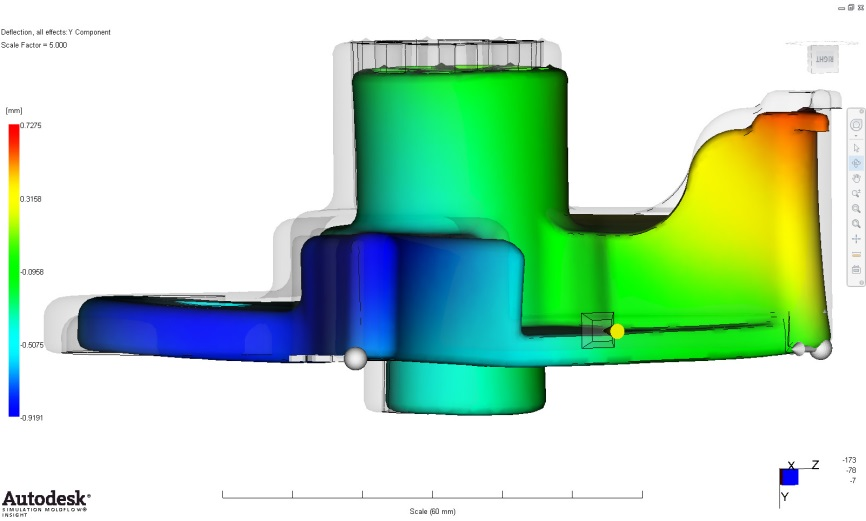 Deflection, all effects: Y Component
Scale Factor = 5.000
[mm]
0.7275
0.3158
-0.0958
-0.5075
-0.9191
RIGHT
X Z
Y
-173
-78
-7
Autodesk®
SIMULATION MOLDFLOW®
INSIGHT
Scale (60 mm)